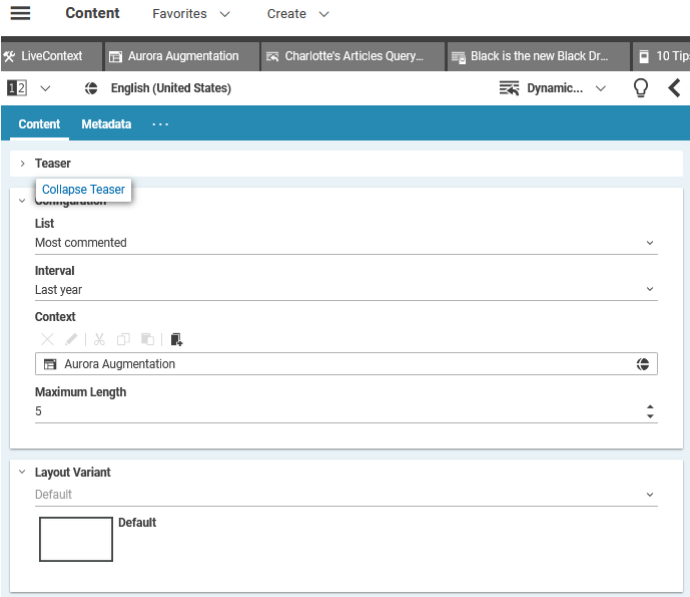 Content Favorites Create
LiveContext Aurora Augmentation Charlotte's Articles Query... Black is the new Black Dr... 10 Tip
12 English (United States) Dynamic...
Content Metadata ...
Teaser
Collapse Teaser
Configuration
List
Most commented
Interval
Last year
Context
Aurora Augmentation
Maximum Length
5
Layout Variant
Default
Default